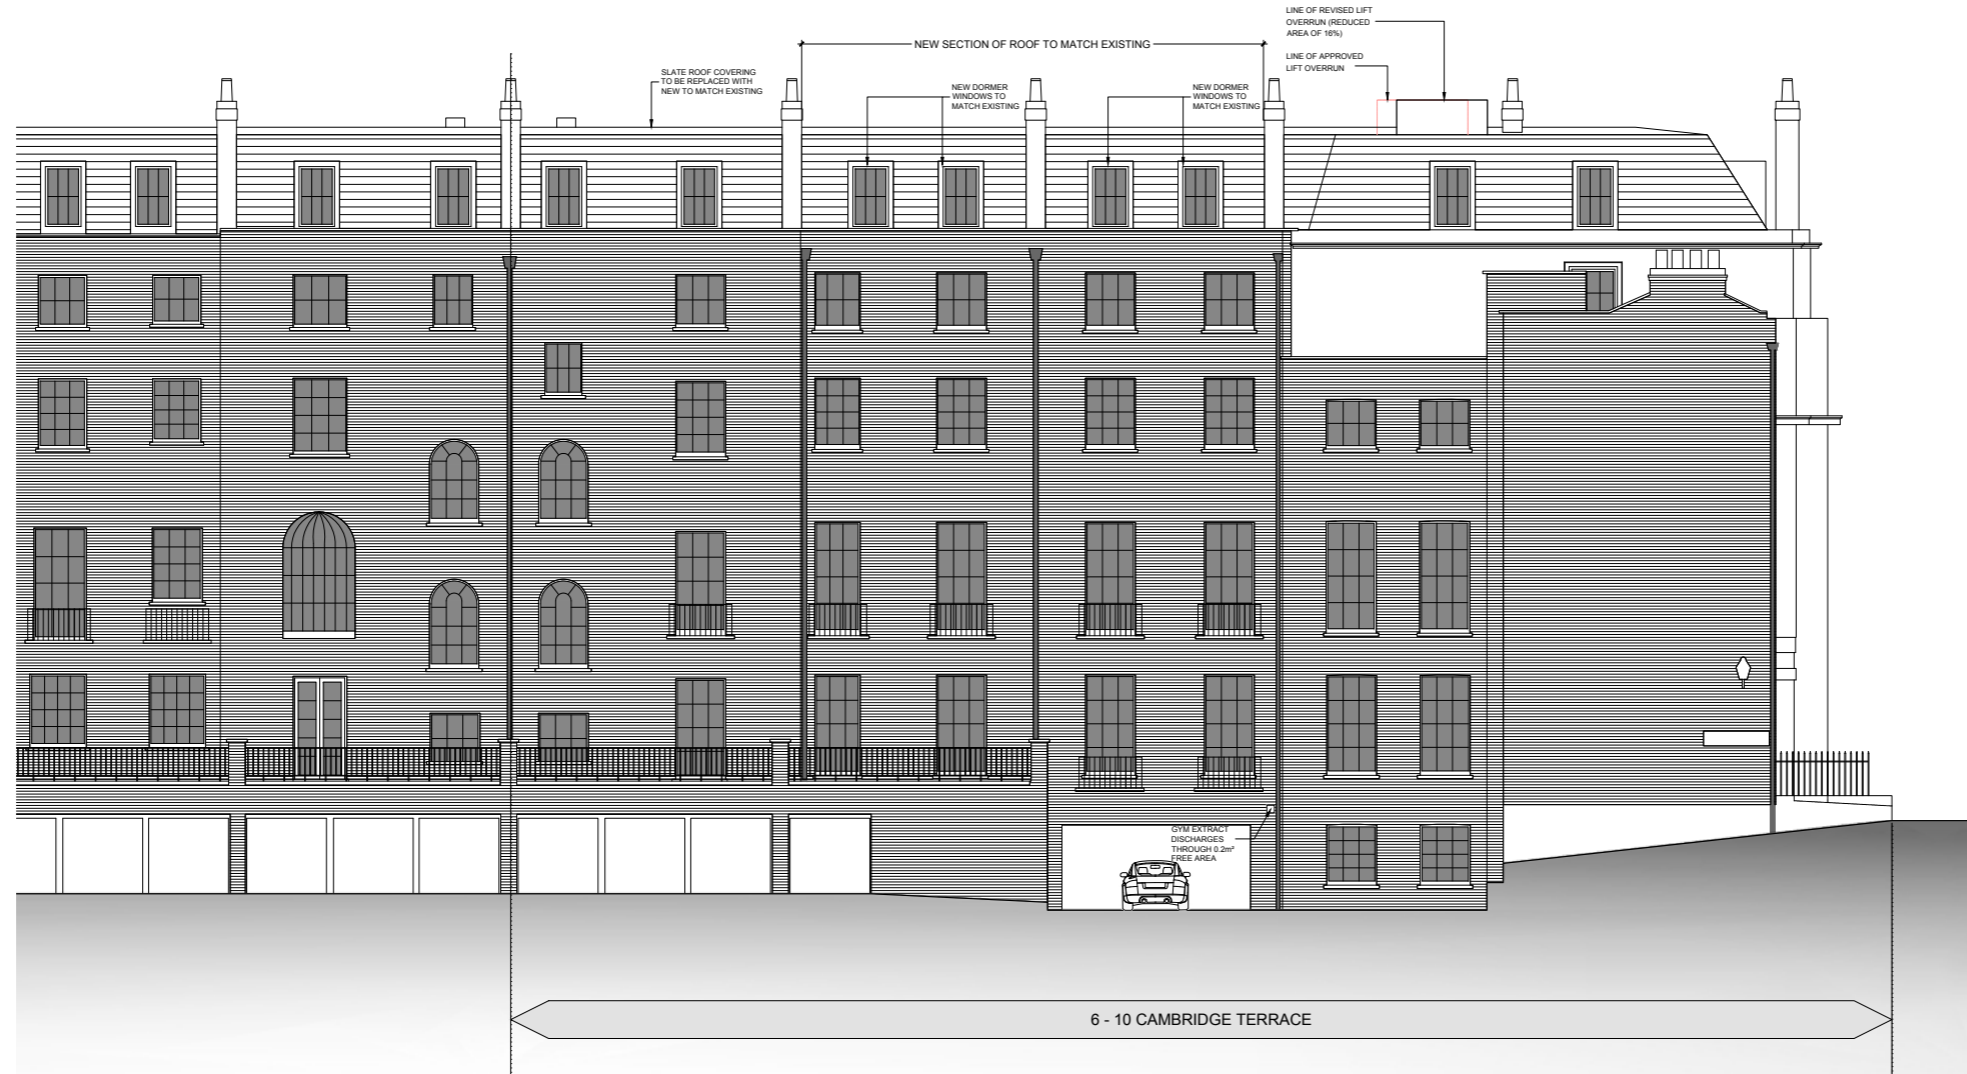 LINE OF REVISED LIFT
OVERRUN (REDUCED
AREA OF 16%)
NEW SECTION OF ROOF TO MATCH EXISTING
LINE OF APPROVED
LIFT OVERRUN
SLATE ROOF COVERING
TO BE REPLACED WITH
NEW TO MATCH EXISTING
NEW DORMER
WINDOWS TO
MATCH EXISTING
NEW DORMER
WINDOWS TO
MATCH EXISTING
GYM EXTRACT
DISCHARGES
THROUGH 0.2m²
FREE AREA
6 - 10 CAMBRIDGE TERRACE